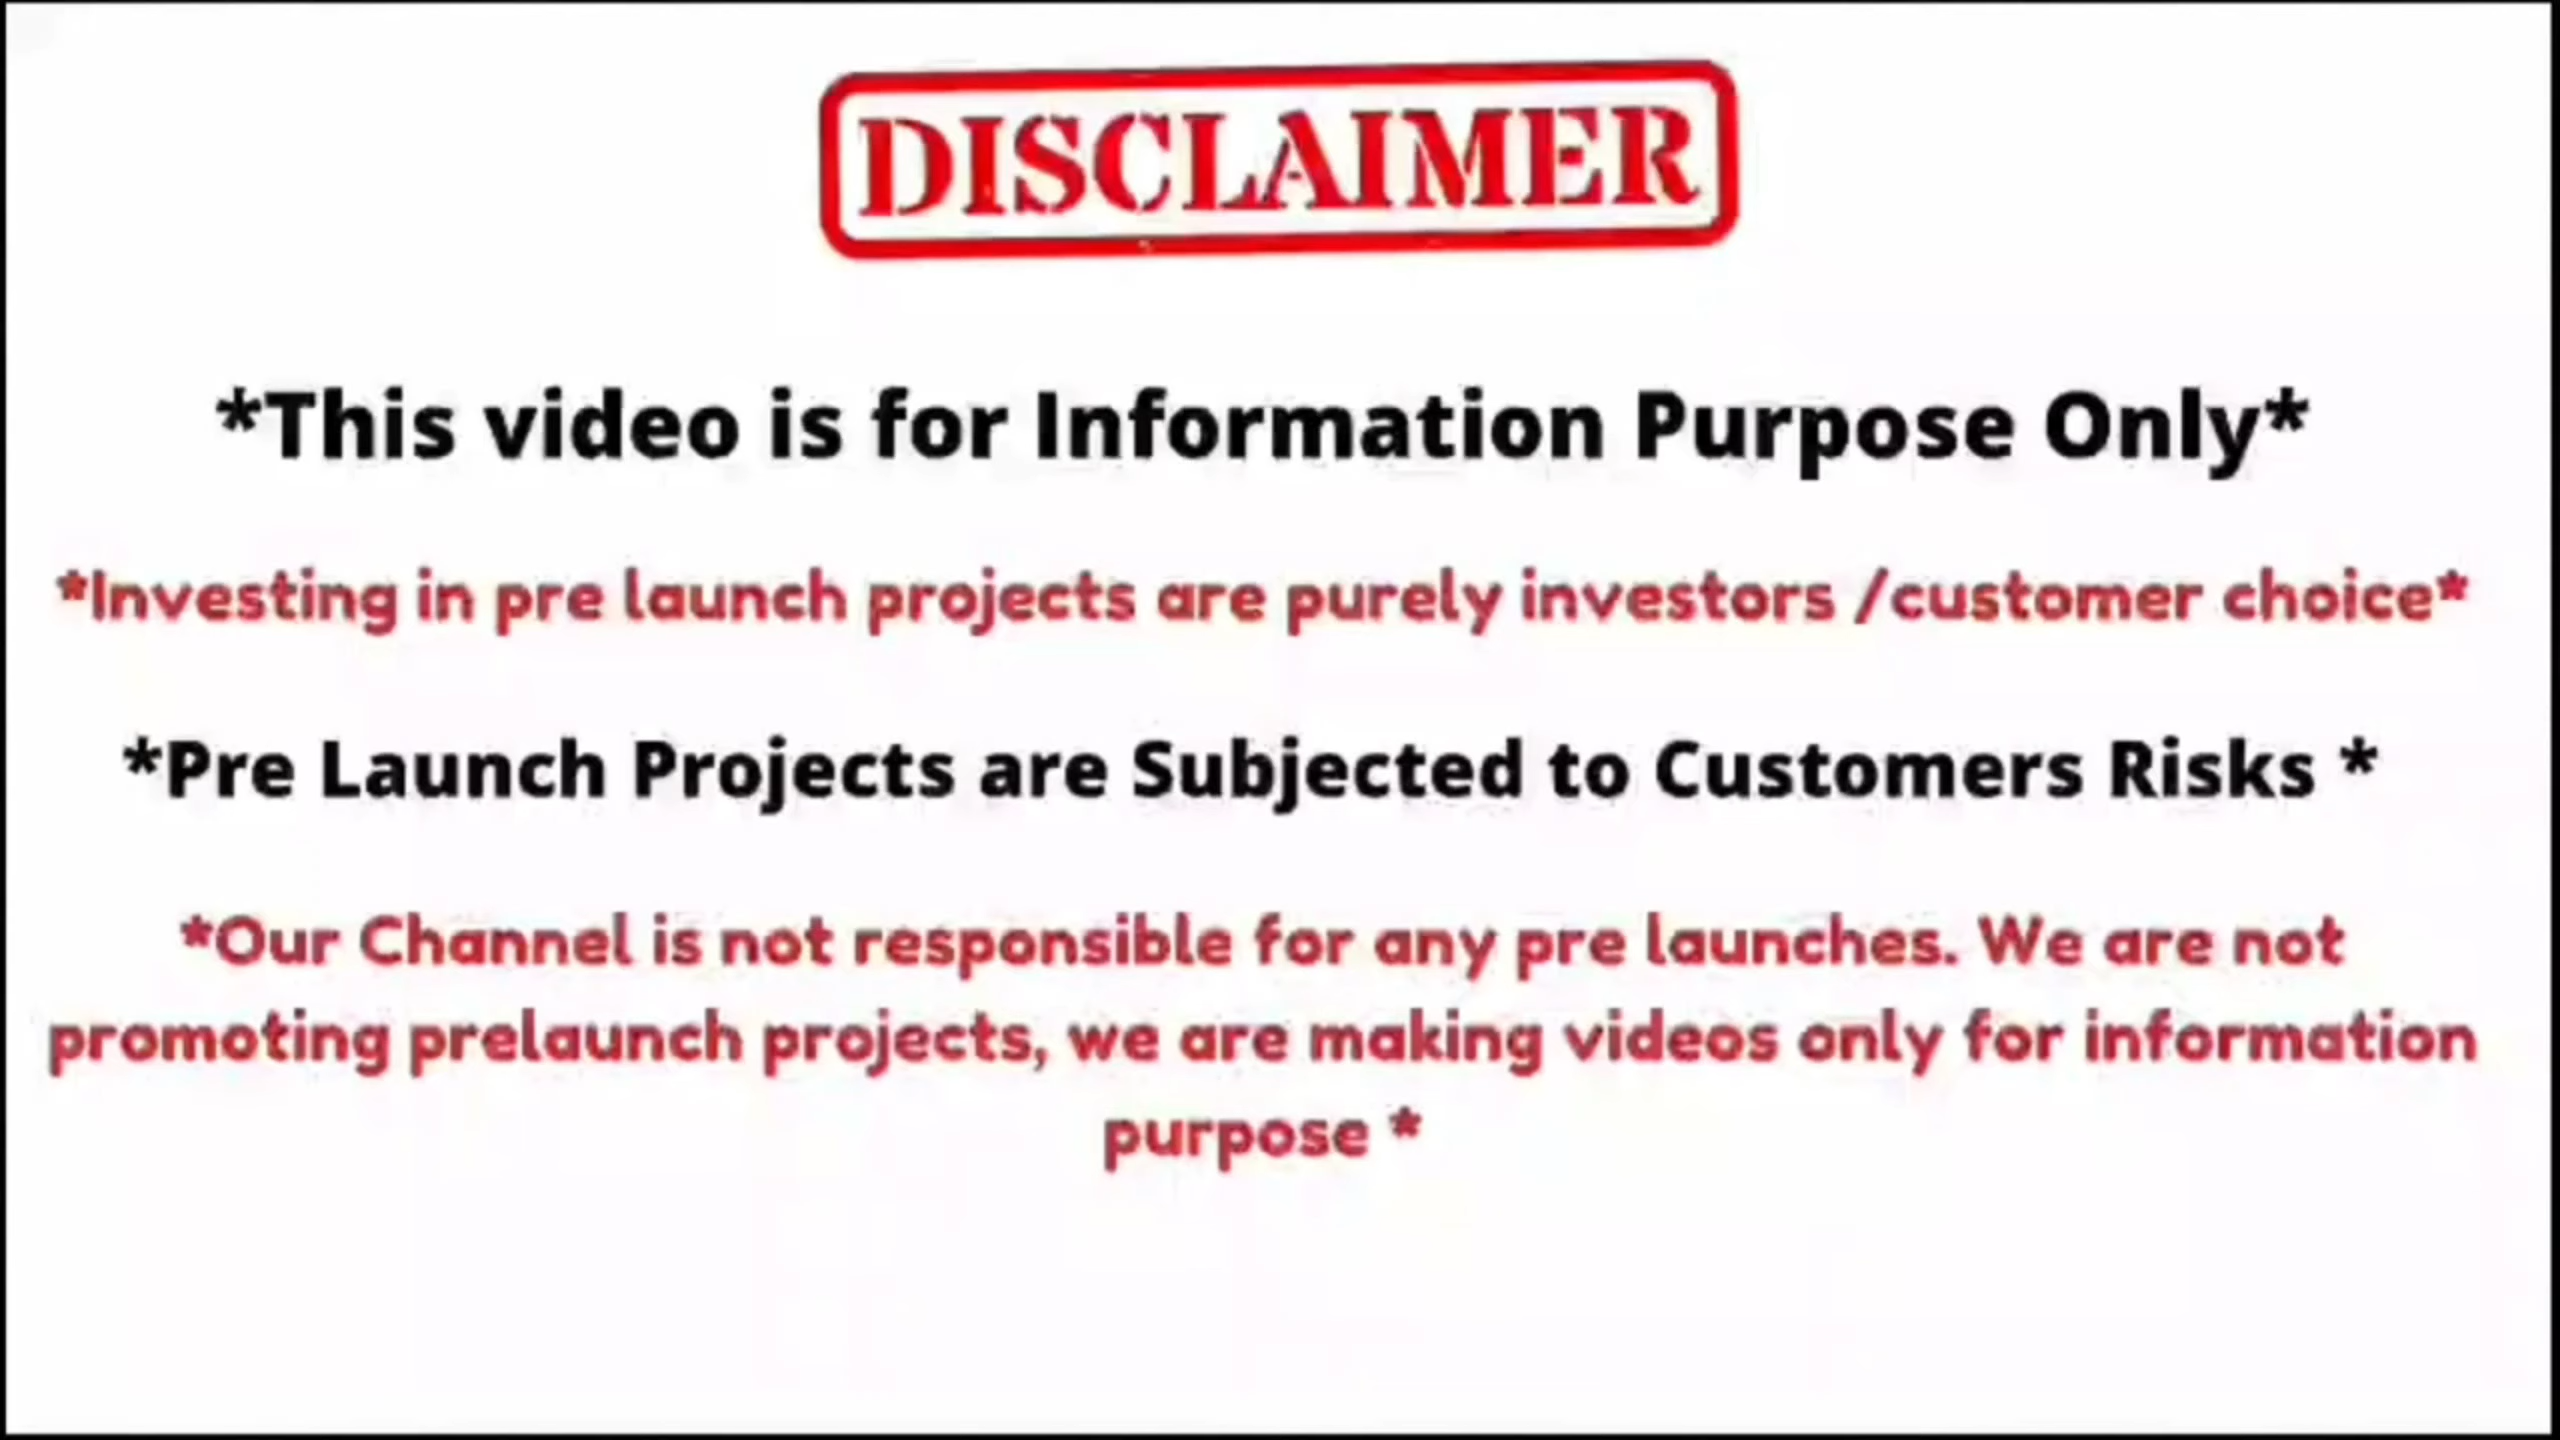 DISCLAIMER
*This video is for Information Purpose Only*
*Investing in pre launch projects are purely investors /customer choice*
*Pre Launch Projects are Subjected to Customers Risks *
*Our Channel is not responsible for any pre launches. We are not
promoting prelaunch projects, we are making videos only for information
purpose *